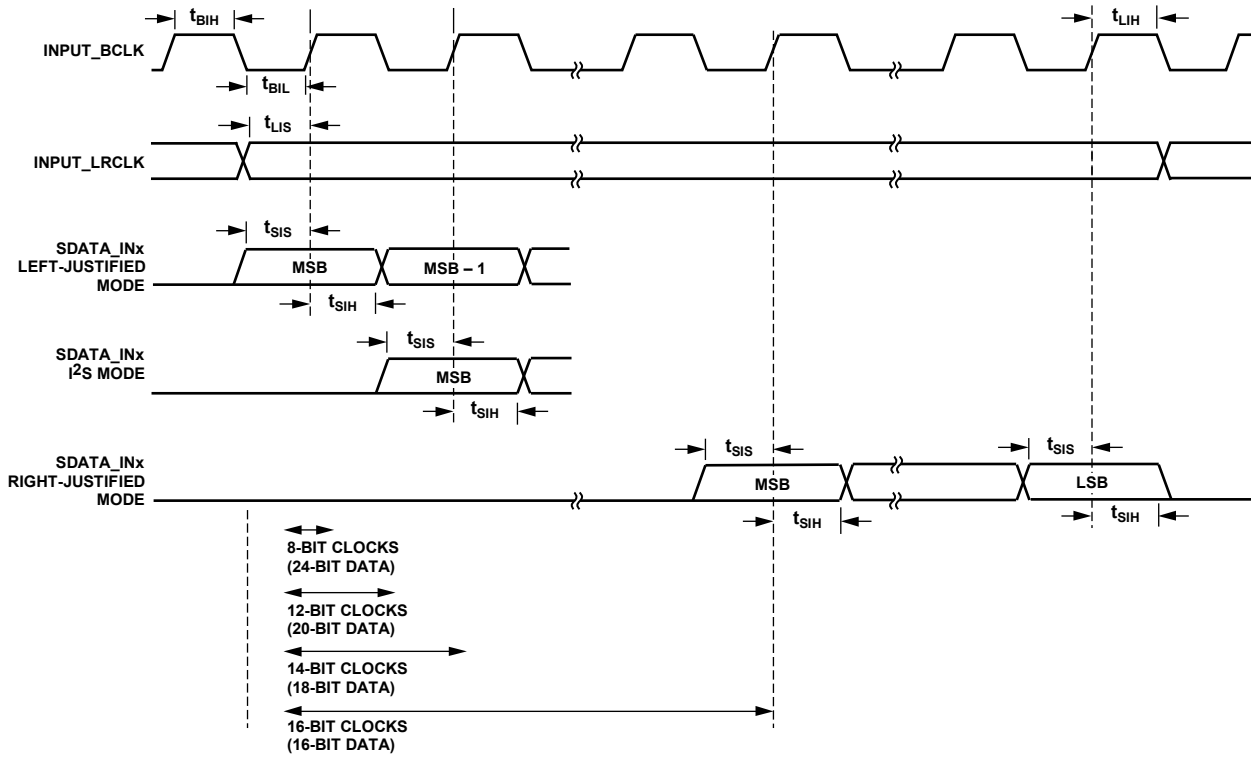 tBIH
tLIH
INPUT_BCLK
tBIL
tLIS
INPUT_LRCLK
tSIS
SDATA_INx
LEFT-JUSTIFIED
MODE
MSB
MSB – 1
tSIH
tSIS
SDATA_INx
I2S MODE
MSB
tSIH
tSIS
tSIS
SDATA_INx
RIGHT-JUSTIFIED
MODE
MSB
LSB
tSIH
tSIH
8-BIT CLOCKS
(24-BIT DATA)
12-BIT CLOCKS
(20-BIT DATA)
14-BIT CLOCKS
(18-BIT DATA)
16-BIT CLOCKS
(16-BIT DATA)